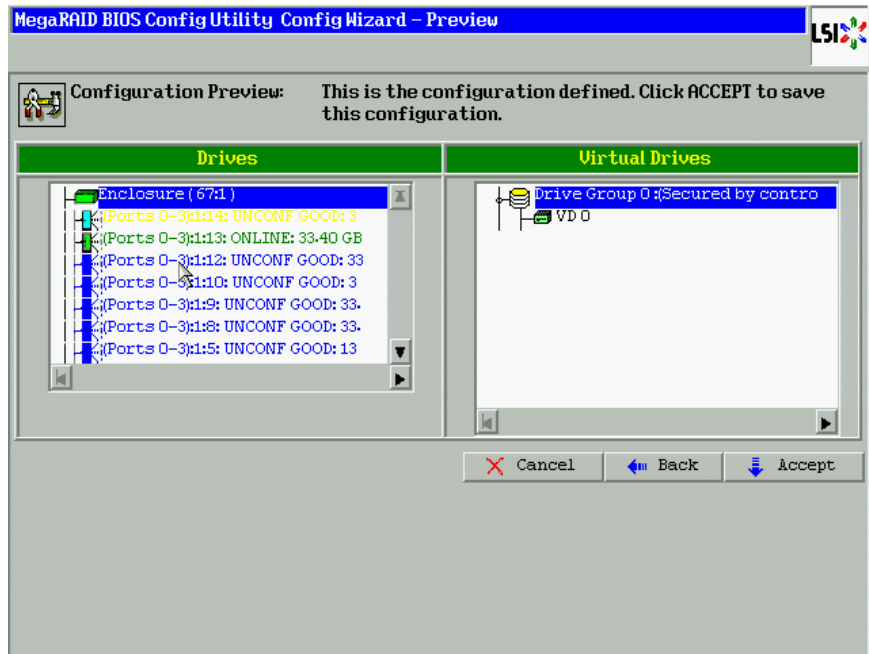 MegaRAID BIOS Config Utility Config Wizard – Preview
LSI
Configuration Preview: This is the configuration defined. Click ACCEPT to save
this configuration.
Drives
Enclosure ( 67:1 )
(Ports 0-3):1:14: UNCONF GOOD: 3
(Ports 0-3):1:13: ONLINE: 33.40 GB
(Ports 0-3):1:12: UNCONF GOOD: 33
(Ports 0-3):1:10: UNCONF GOOD: 3
(Ports 0-3):1:9: UNCONF GOOD: 33.
(Ports 0-3):1:8: UNCONF GOOD: 33.
(Ports 0-3):1:5: UNCONF GOOD: 13
Virtual Drives
Drive Group 0 :(Secured by contro
VD 0
Cancel
Back
Accept